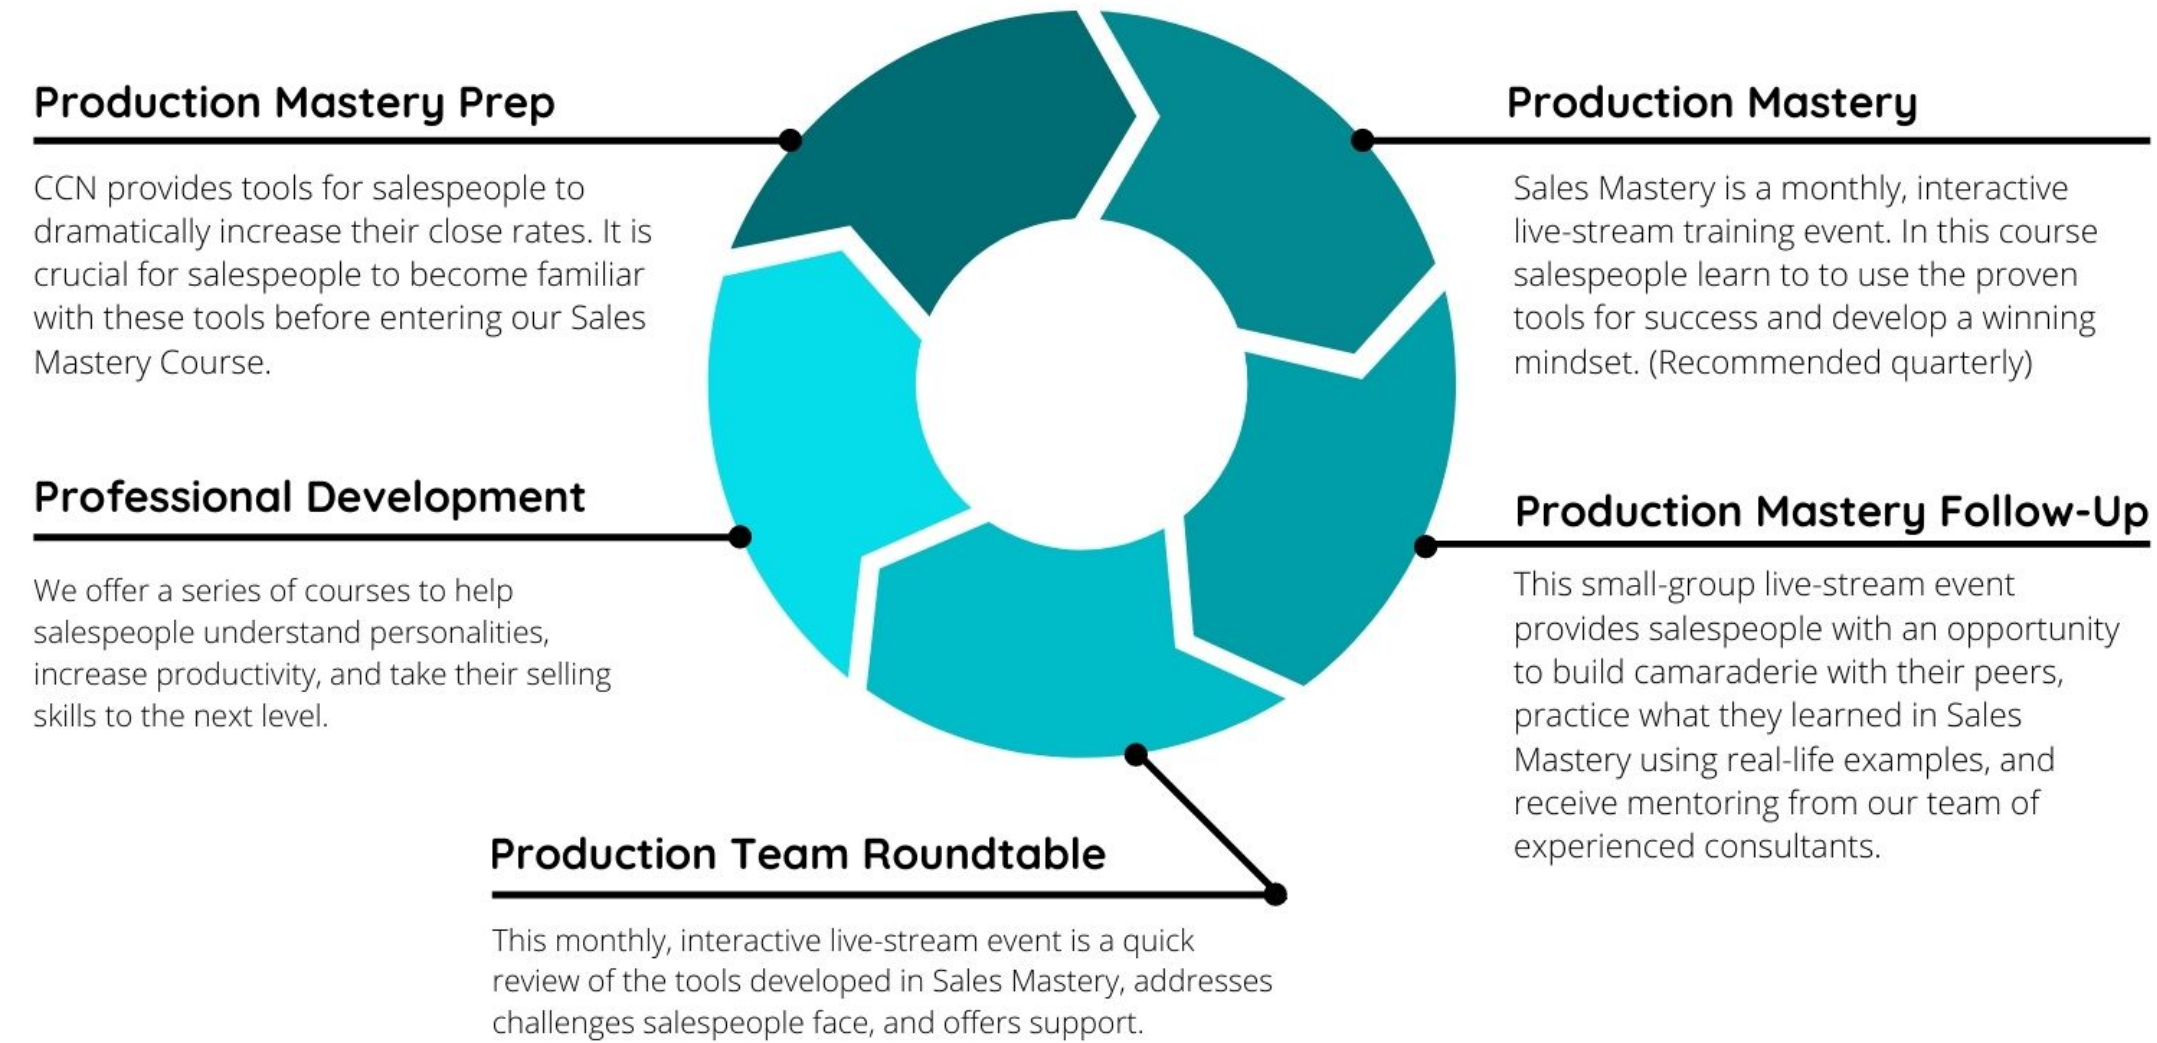 Production Mastery Prep
CCN provides tools for salespeople to
dramatically increase their close rates. It is
crucial for salespeople to become familiar
with these tools before entering our Sales
Mastery Course.
Production Mastery
Sales Mastery is a monthly, interactive
live-stream training event. In this course
salespeople learn to to use the proven
tools for success and develop a winning
mindset. (Recommended quarterly)
Professional Development
We offer a series of courses to help
salespeople understand personalities,
increase productivity, and take their selling
skills to the next level.
Production Mastery Follow-Up
This small-group live-stream event
provides salespeople with an opportunity
to build camaraderie with their peers,
practice what they learned in Sales
Mastery using real-life examples, and
receive mentoring from our team of
experienced consultants.
Production Team Roundtable
This monthly, interactive live-stream event is a quick
review of the tools developed in Sales Mastery, addresses
challenges salespeople face, and offers support.